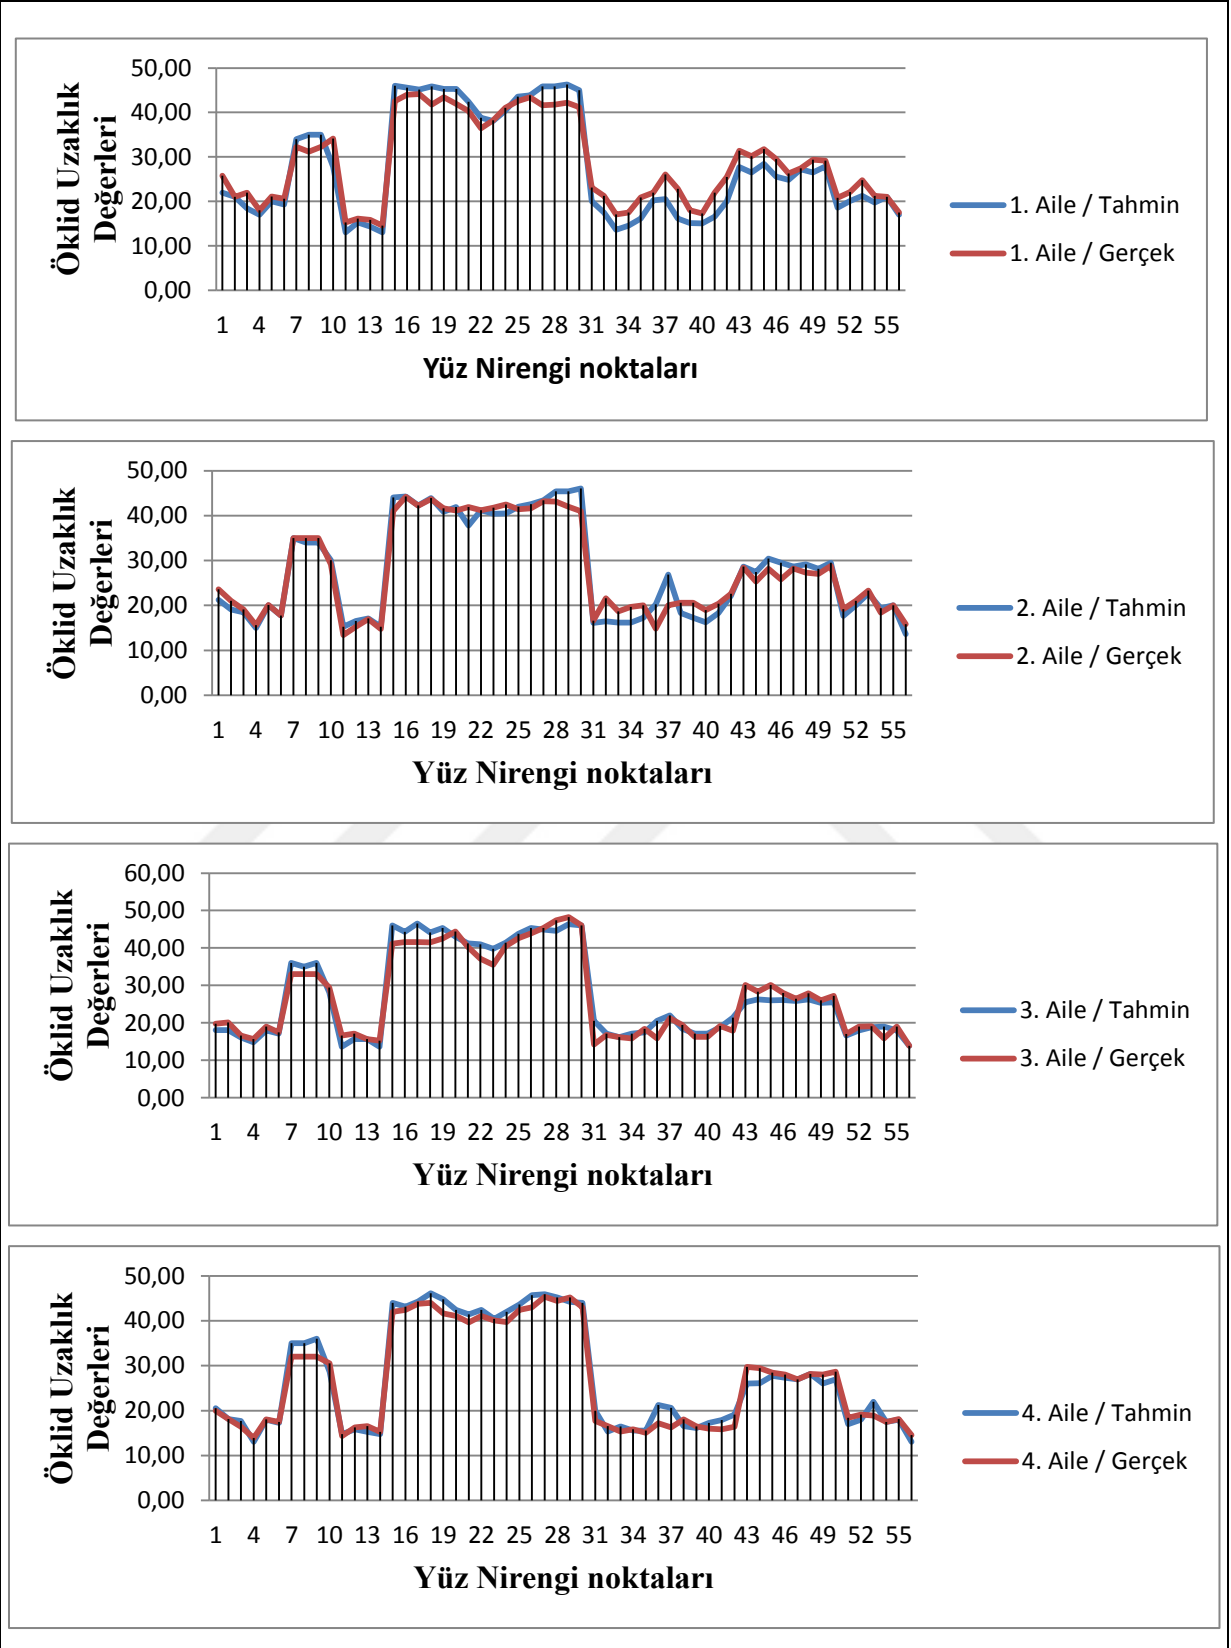 50,00
40,00
30,00
20,00
10,00
0,00
Öklid Uzaklık
Değerleri
1 4 7 10 13 16 19 22 25 28 31 34 37 40 43 46 49 52 55
Yüz Nirengi noktaları
1. Aile / Tahmin
1. Aile / Gerçek
50,00
40,00
30,00
20,00
10,00
0,00
Öklid Uzaklık
Değerleri
1 4 7 10 13 16 19 22 25 28 31 34 37 40 43 46 49 52 55
Yüz Nirengi noktaları
2. Aile / Tahmin
2. Aile / Gerçek
60,00
50,00
40,00
30,00
20,00
10,00
0,00
Öklid Uzaklık
Değerleri
1 4 7 10 13 16 19 22 25 28 31 34 37 40 43 46 49 52 55
Yüz Nirengi noktaları
3. Aile / Tahmin
3. Aile / Gerçek
50,00
40,00
30,00
20,00
10,00
0,00
Öklid Uzaklık
Değerleri
1 4 7 10 13 16 19 22 25 28 31 34 37 40 43 46 49 52 55
Yüz Nirengi noktaları
4. Aile / Tahmin
4. Aile / Gerçek